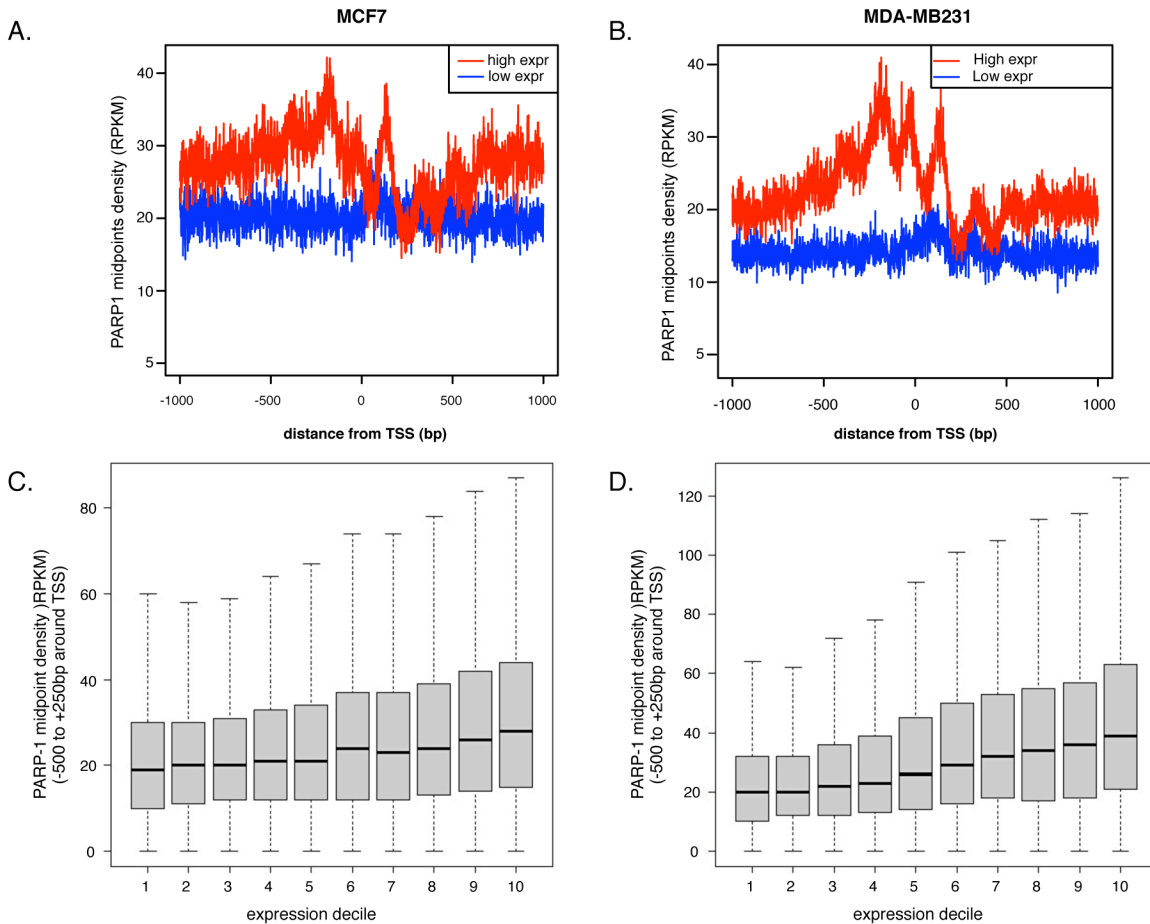 MCF7
A.
PARP1 midpoints density (RPKM)
40
30
20
10
5
high expr
low expr
-1000 -500 0 500 1000
distance from TSS (bp)
MDA-MB231
B.
PARP1 midpoints density (RPKM)
40
30
20
10
5
High expr
Low expr
-1000 -500 0 500 1000
distance from TSS (bp)
C.
PARP-1 midpoint density )RPKM)
(-500 to +250bp around TSS)
80
60
40
20
0
1 2 3 4 5 6 7 8 9 10
expression decile
D.
PARP-1 midpoint density )RPKM)
(-500 to +250bp around TSS)
120
100
80
60
40
20
0
1 2 3 4 5 6 7 8 9 10
expression decile